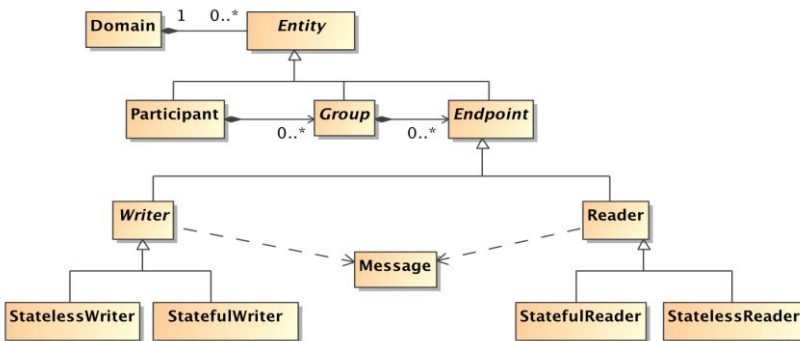 Domain 1 0..* Entity
Participant 0..* Group 0..* Endpoint
Writer Reader
Message
StatelessWriter StatefulWriter StatefulReader StatelessReader